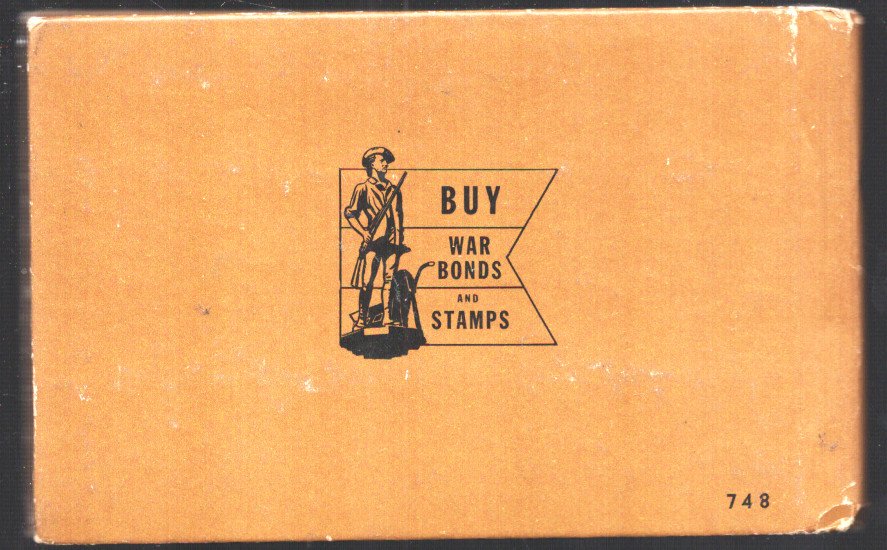 BUY
WAR
BONDS
AND
STAMPS
748